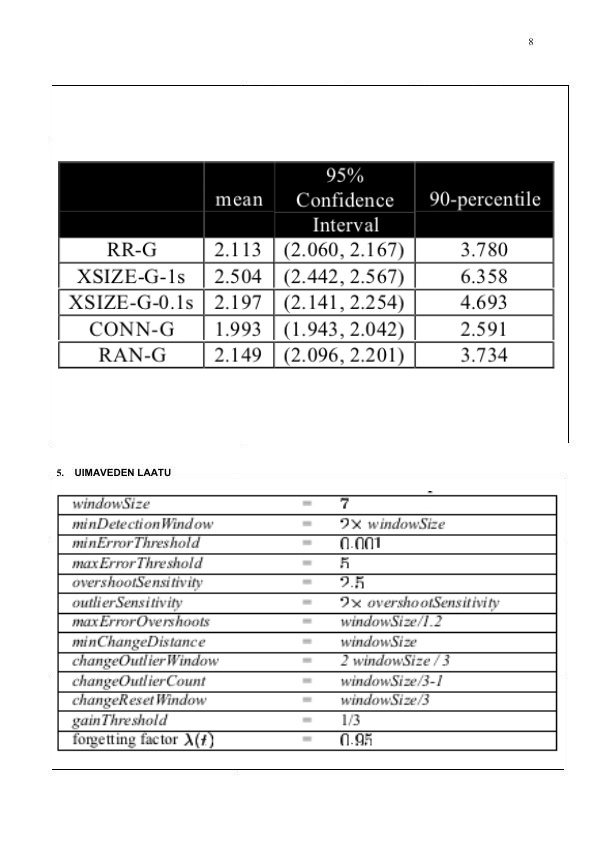 8
95%
mean Confidence 90-percentile
Interval
RR-G 2.113 (2.060, 2.167) 3.780
XSIZE-G-1s 2.504 (2.442, 2.567) 6.358
XSIZE-G-0.1s 2.197 (2.141, 2.254) 4.693
CONN-G 1.993 (1.943, 2.042) 2.591
RAN-G 2.149 (2.096, 2.201) 3.734
5. UIMAVEDEN LAATU
windowSize = 7
minDetectionWindow = 2× windowSize
minErrorThreshold = 0.001
maxErrorThreshold = 5
overshootSensitivity = 2.5
outlierSensitivity = 2× overshootSensitivity
maxErrorOvershoots = windowSize/1.2
minChangeDistance = windowSize
changeOutlierWindow = 2 windowSize / 3
changeOutlierCount = windowSize/3-1
changeResetWindow = windowSize/3
gainThreshold = 1/3
forgetting factor λ(t) = 0.95